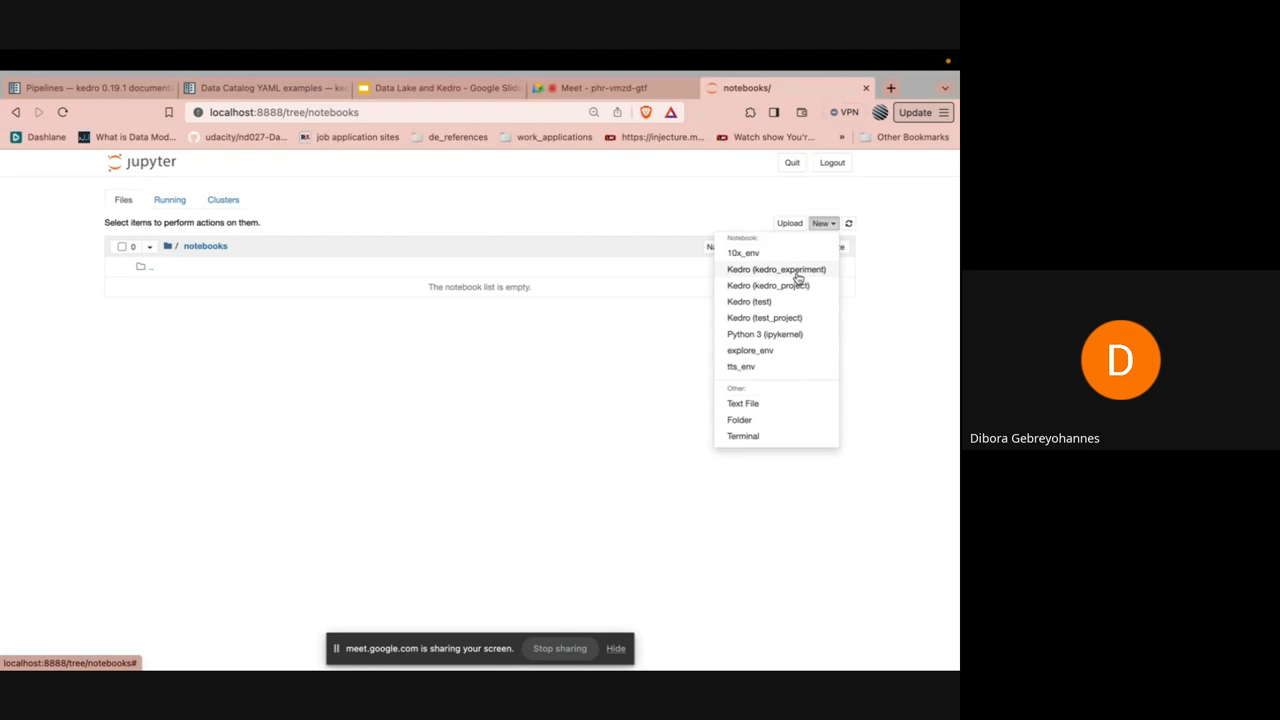 Pipelines — kedro 0.19.1 document
Data Catalog YAML examples — ke
Data Lake and Kedro - Google Slide
Meet - phr-vmzd-gtf
notebooks/
localhost:8888/tree/notebooks
VPN
Update
Dashlane
What is Data Mod...
udacity/nd027-Da...
RA job application sites
de_references
work_applications
https://injecture.m...
Watch show You'r...
»
Other Bookmarks
jupyter
Quit
Logout
Files
Running
Clusters
Select items to perform actions on them.
Upload
New
0
/ notebooks
Na
..
The notebook list is empty.
Notebook:
10x_env
Kedro (kedro_experiment)
Kedro (kedro_project)
Kedro (test)
Kedro (test_project)
Python 3 (ipykernel)
explore_env
tts_env
Other:
Text File
Folder
Terminal
D
Dibora Gebreyohannes
meet.google.com is sharing your screen.
Stop sharing
Hide
localhost:8888/tree/notebooks#